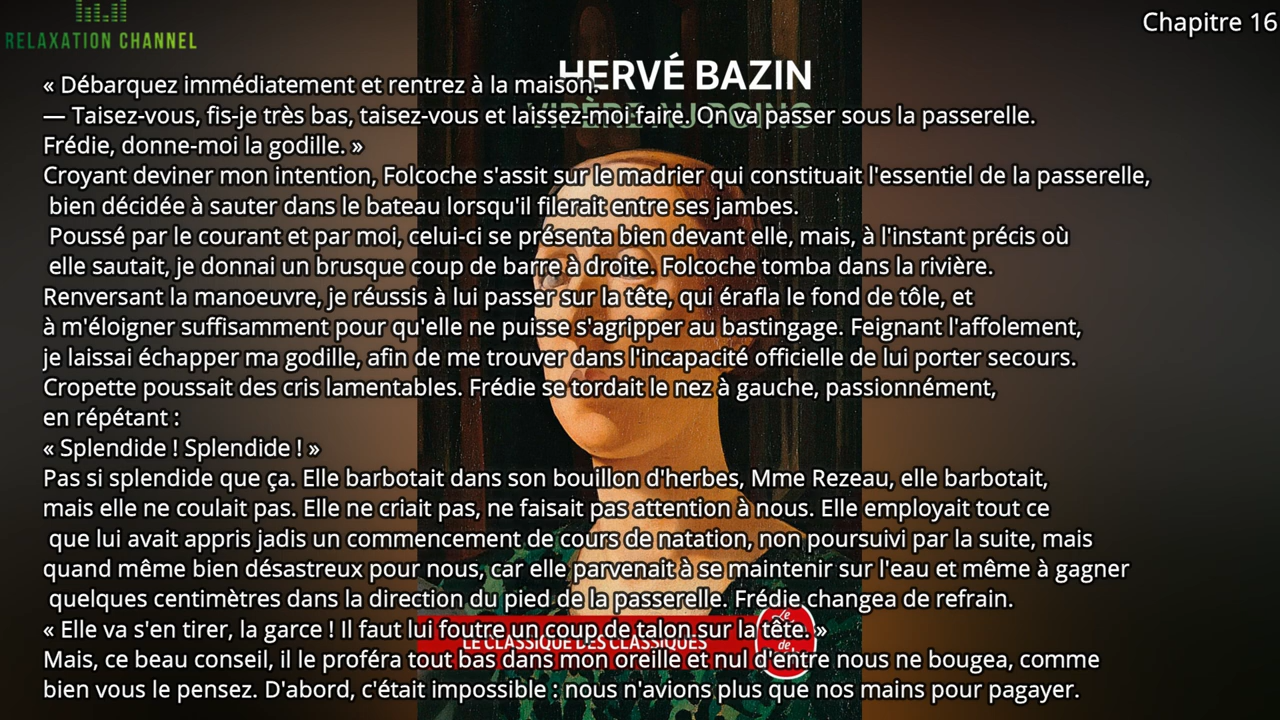 RELAXATION CHANNEL
Chapitre 16
HERVÉ BAZIN
VIPÈRE AU POING
« Débarquez immédiatement et rentrez à la maison.
— Taisez-vous, fis-je très bas, taisez-vous et laissez-moi faire. On va passer sous la passerelle.
Frédie, donne-moi la godille. »
Croyant deviner mon intention, Folcoche s'assit sur le madrier qui constituait l'essentiel de la passerelle,
bien décidée à sauter dans le bateau lorsqu'il filerait entre ses jambes.
Poussé par le courant et par moi, celui-ci se présenta bien devant elle, mais, à l'instant précis où
elle sautait, je donnai un brusque coup de barre à droite. Folcoche tomba dans la rivière.
Renversant la manoeuvre, je réussis à lui passer sur la tête, qui érafla le fond de tôle, et
à m'éloigner suffisamment pour qu'elle ne puisse s'agripper au bastingage. Feignant l'affolement,
je laissai échapper ma godille, afin de me trouver dans l'incapacité officielle de lui porter secours.
Cropette poussait des cris lamentables. Frédie se tordait le nez à gauche, passionnément,
en répétant :
« Splendide ! Splendide ! »
Pas si splendide que ça. Elle barbotait dans son bouillon d'herbes, Mme Rezeau, elle barbotait,
mais elle ne coulait pas. Elle ne criait pas, ne faisait pas attention à nous. Elle employait tout ce
que lui avait appris jadis un commencement de cours de natation, non poursuivi par la suite, mais
quand même bien désastreux pour nous, car elle parvenait à se maintenir sur l'eau et même à gagner
quelques centimètres dans la direction du pied de la passerelle. Frédie changea de refrain.
« Elle va s'en tirer, la garce ! Il faut lui foutre un coup de talon sur la tête. »
LE CLASSIQUE DES CLASSIQUES
Le
de
Mais, ce beau conseil, il le proféra tout bas dans mon oreille et nul d'entre nous ne bougea, comme
bien vous le pensez. D'abord, c'était impossible : nous n'avions plus que nos mains pour pagayer.